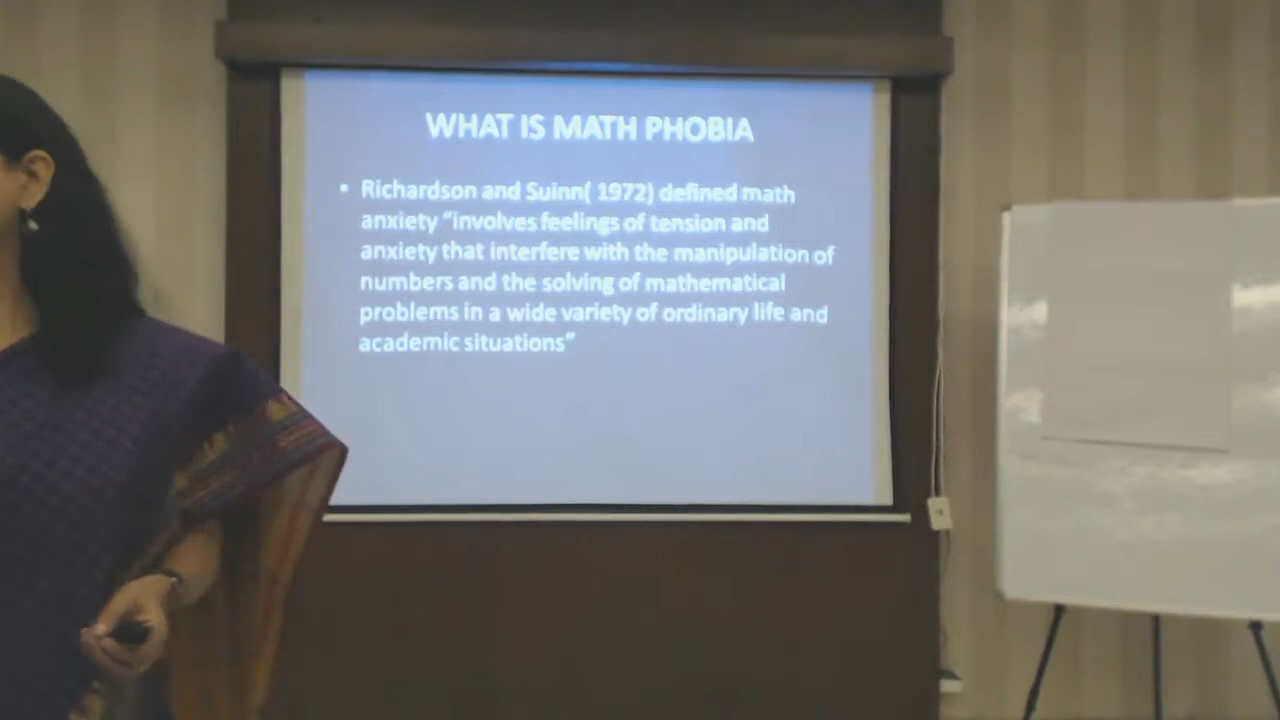 WHAT IS MATH PHOBIA
• Richardson and Suinn( 1972) defined math
anxiety “involves feelings of tension and
anxiety that interfere with the manipulation of
numbers and the solving of mathematical
problems in a wide variety of ordinary life and
academic situations”